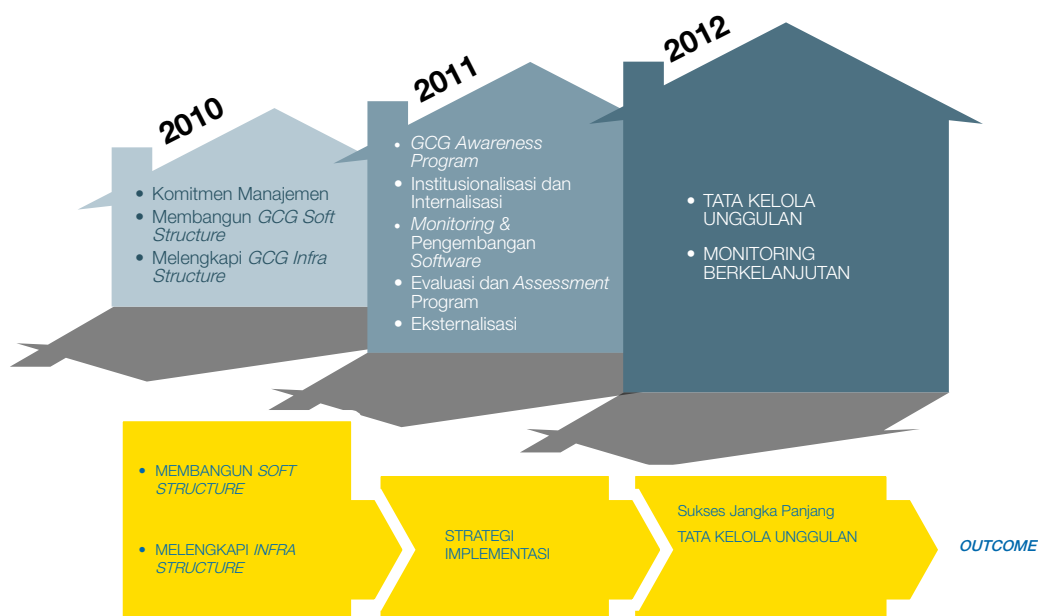 2010
• Komitmen Manajemen
• Membangun GCG Soft
Structure
• Melengkapi GCG Infra
Structure
2011
• GCG Awareness
Program
• Institusionalisasi dan
Internalisasi
• Monitoring &
Pengembangan
Software
• Evaluasi dan Assessment
Program
• Eksternalisasi
2012
• TATA KELOLA
UNGGULAN
• MONITORING
BERKELANJUTAN
• MEMBANGUN SOFT
STRUCTURE
• MELENGKAPI INFRA
STRUCTURE
STRATEGI
IMPLEMENTASI
Sukses Jangka Panjang
TATA KELOLA UNGGULAN
OUTCOME